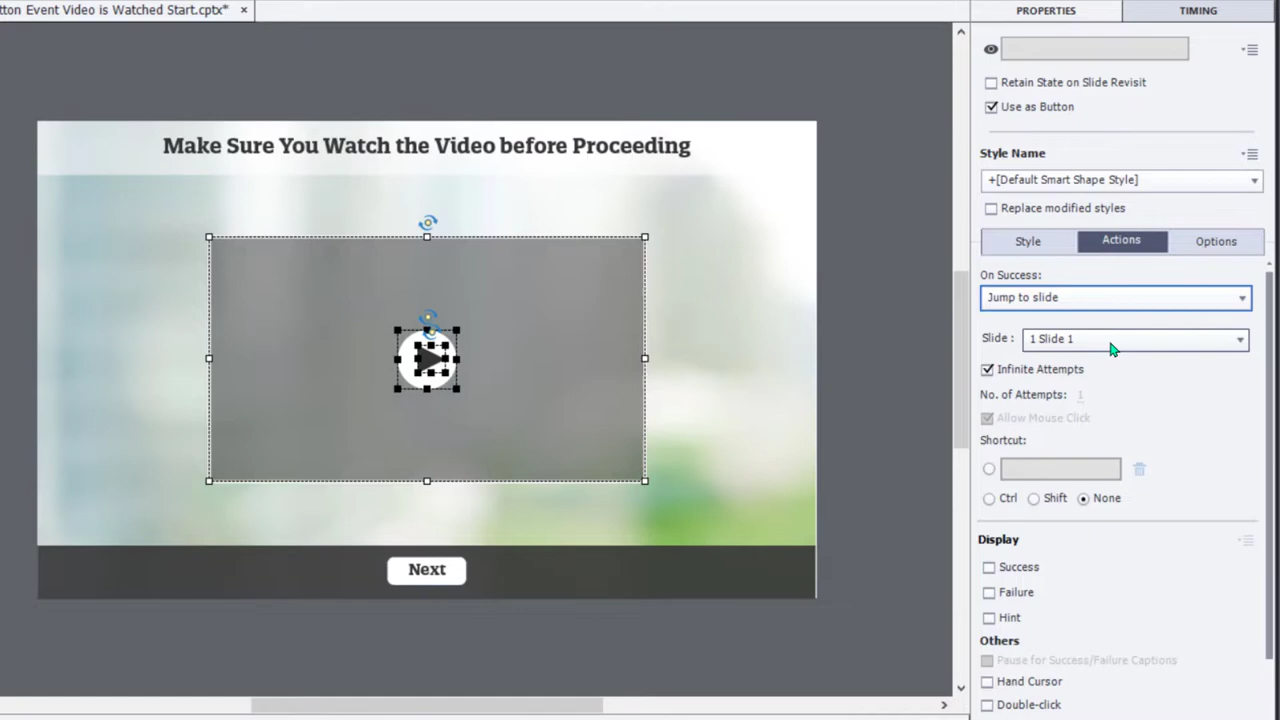 tton Event Video is Watched Start.cptx* ×
PROPERTIES
TIMING
Retain State on Slide Revisit
Use as Button
Style Name
+[Default Smart Shape Style]
Replace modified styles
Style
Actions
Options
On Success:
Jump to slide
Slide :
1 Slide 1
Infinite Attempts
No. of Attempts: 1
Allow Mouse Click
Shortcut:
Ctrl
Shift
None
Display
Success
Failure
Hint
Others
Pause for Success/Failure Captions
Hand Cursor
Double-click
Make Sure You Watch the Video before Proceeding
Next